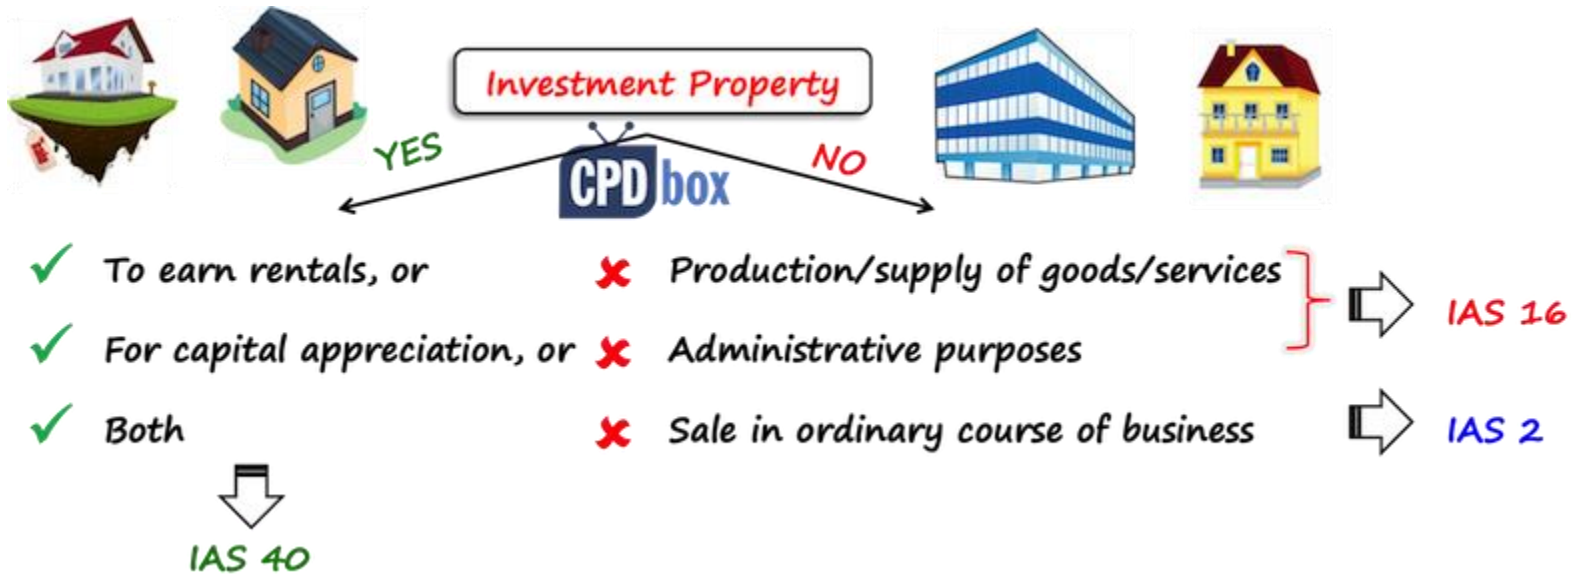 Investment Property
YES
NO
CPD box
To earn rentals, or
For capital appreciation, or
Both
IAS 40
Production/supply of goods/services
Administrative purposes
IAS 16
Sale in ordinary course of business
IAS 2